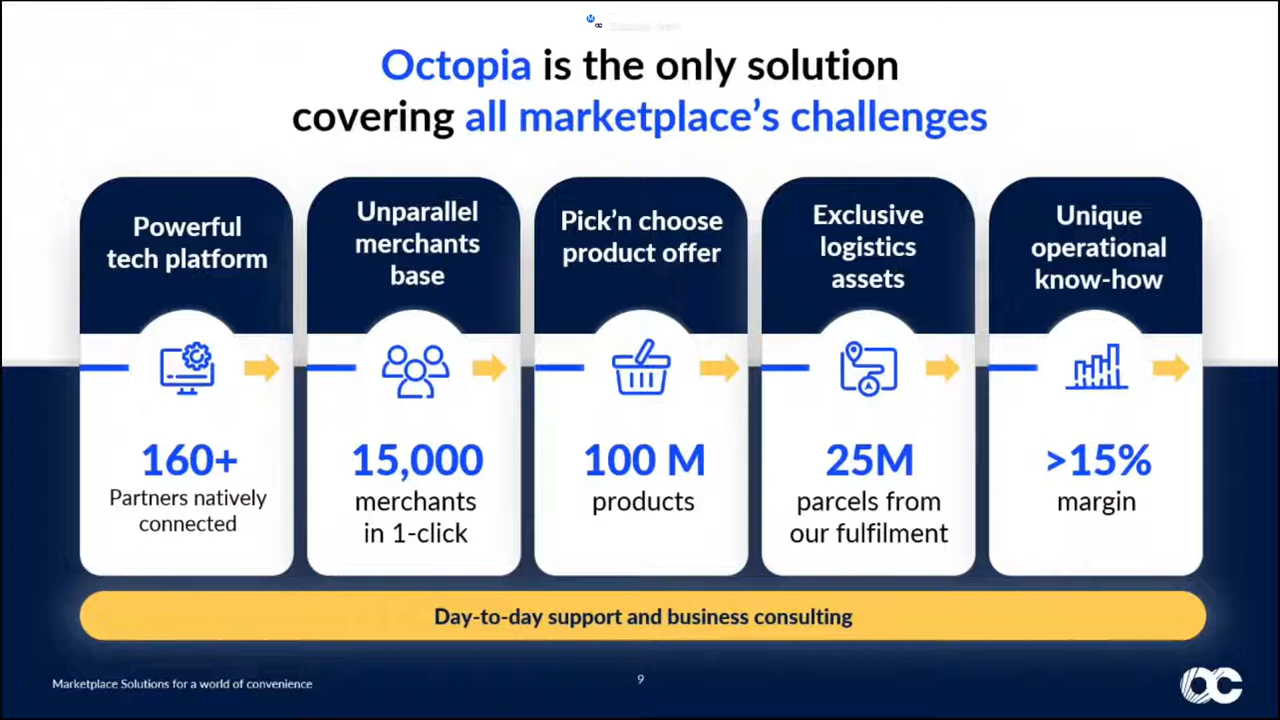 Octopia is the only solution
covering all marketplace’s challenges
Powerful
tech platform
160+
Partners natively
connected
Unparallel
merchants
base
15,000
merchants
in 1-click
Pick’n choose
product offer
100 M
products
Exclusive
logistics
assets
25M
parcels from
our fulfilment
Unique
operational
know-how
>15%
margin
Day-to-day support and business consulting
Marketplace Solutions for a world of convenience
9
OC